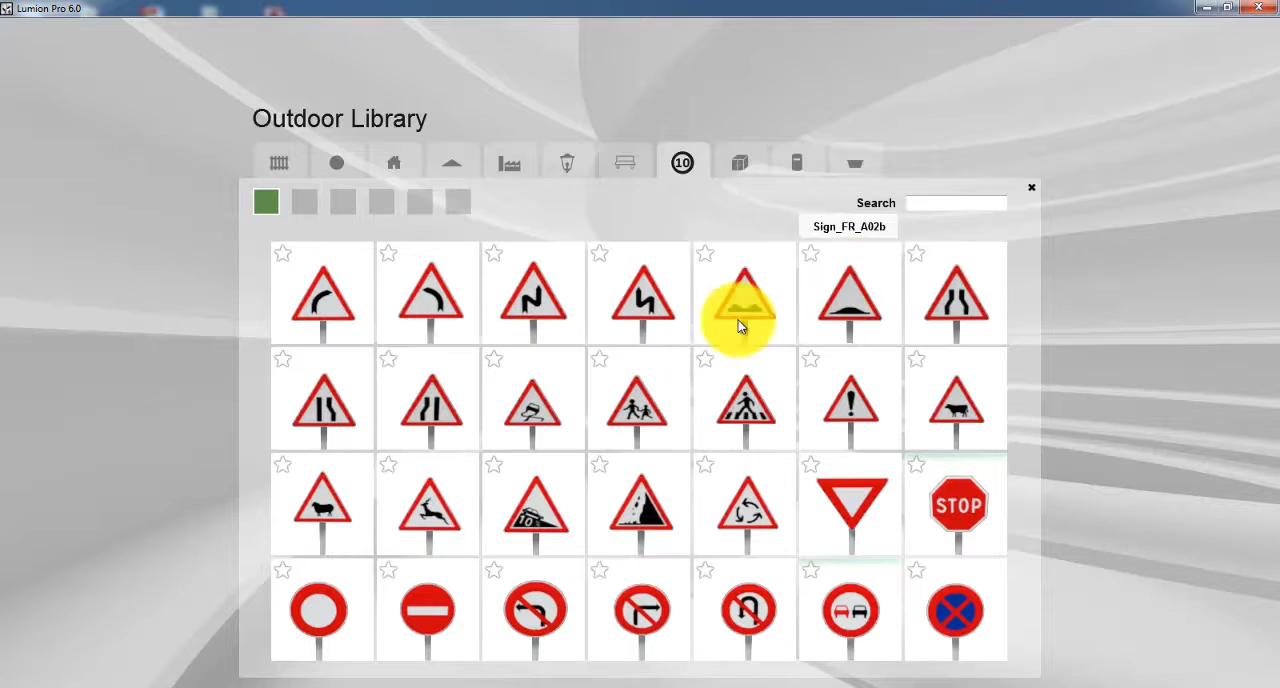 Lumion Pro 6.0
Outdoor Library
10
Search
Sign_FR_A02b
10%
STOP